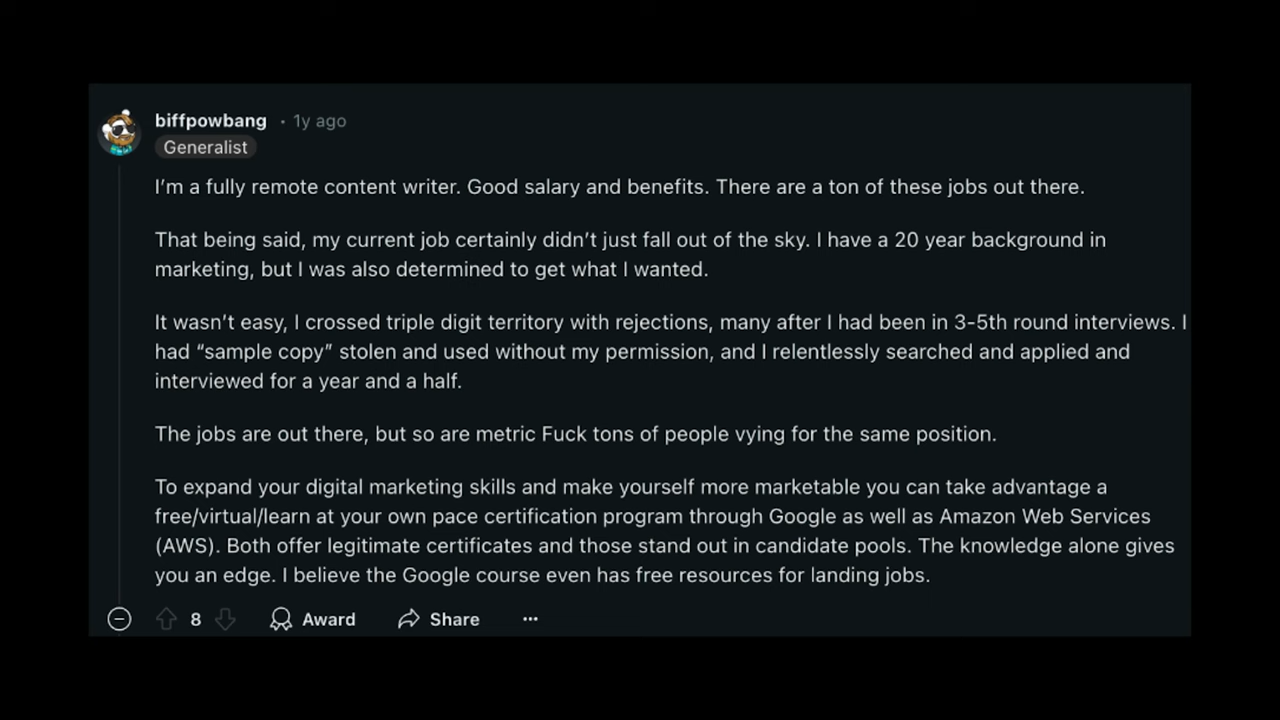 biffpowbang · 1y ago
Generalist
I’m a fully remote content writer. Good salary and benefits. There are a ton of these jobs out there.
That being said, my current job certainly didn’t just fall out of the sky. I have a 20 year background in
marketing, but I was also determined to get what I wanted.
It wasn’t easy, I crossed triple digit territory with rejections, many after I had been in 3-5th round interviews. I
had “sample copy” stolen and used without my permission, and I relentlessly searched and applied and
interviewed for a year and a half.
The jobs are out there, but so are metric Fuck tons of people vying for the same position.
To expand your digital marketing skills and make yourself more marketable you can take advantage a
free/virtual/learn at your own pace certification program through Google as well as Amazon Web Services
(AWS). Both offer legitimate certificates and those stand out in candidate pools. The knowledge alone gives
you an edge. I believe the Google course even has free resources for landing jobs.
8 Award Share ...